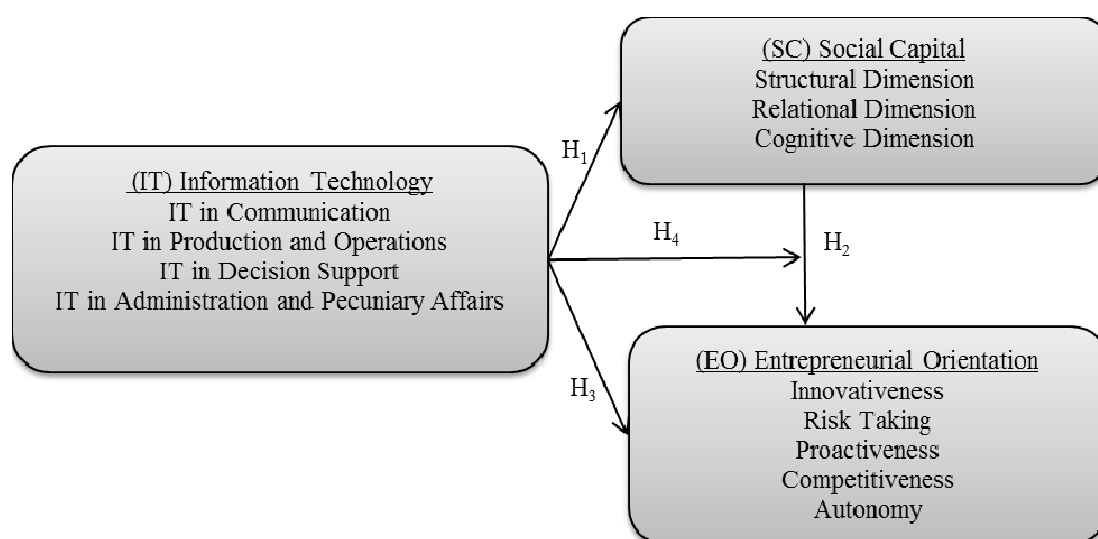 (SC) Social Capital
Structural Dimension
Relational Dimension
Cognitive Dimension
H1
(IT) Information Technology
IT in Communication
IT in Production and Operations
IT in Decision Support
IT in Administration and Pecuniary Affairs
H4
H2
H3
(EO) Entrepreneurial Orientation
Innovativeness
Risk Taking
Proactiveness
Competitiveness
Autonomy